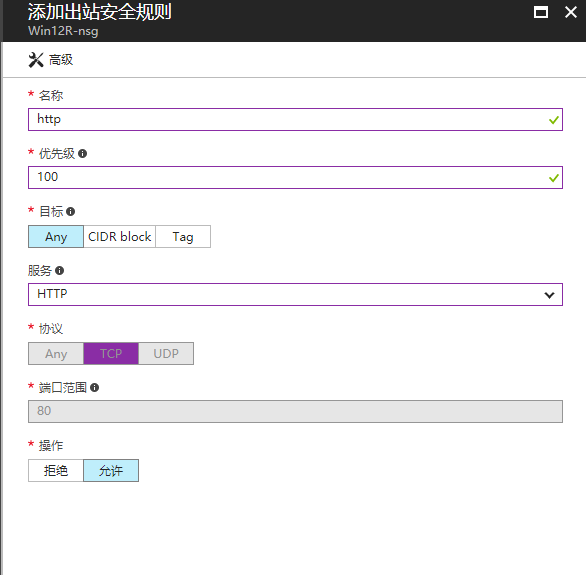 添加出站安全规则
Win12R-nsg
高级
* 名称
http
* 优先级
100
* 目标
Any CIDR block Tag
服务
HTTP
* 协议
Any TCP UDP
* 端口范围
80
* 操作
拒绝 允许